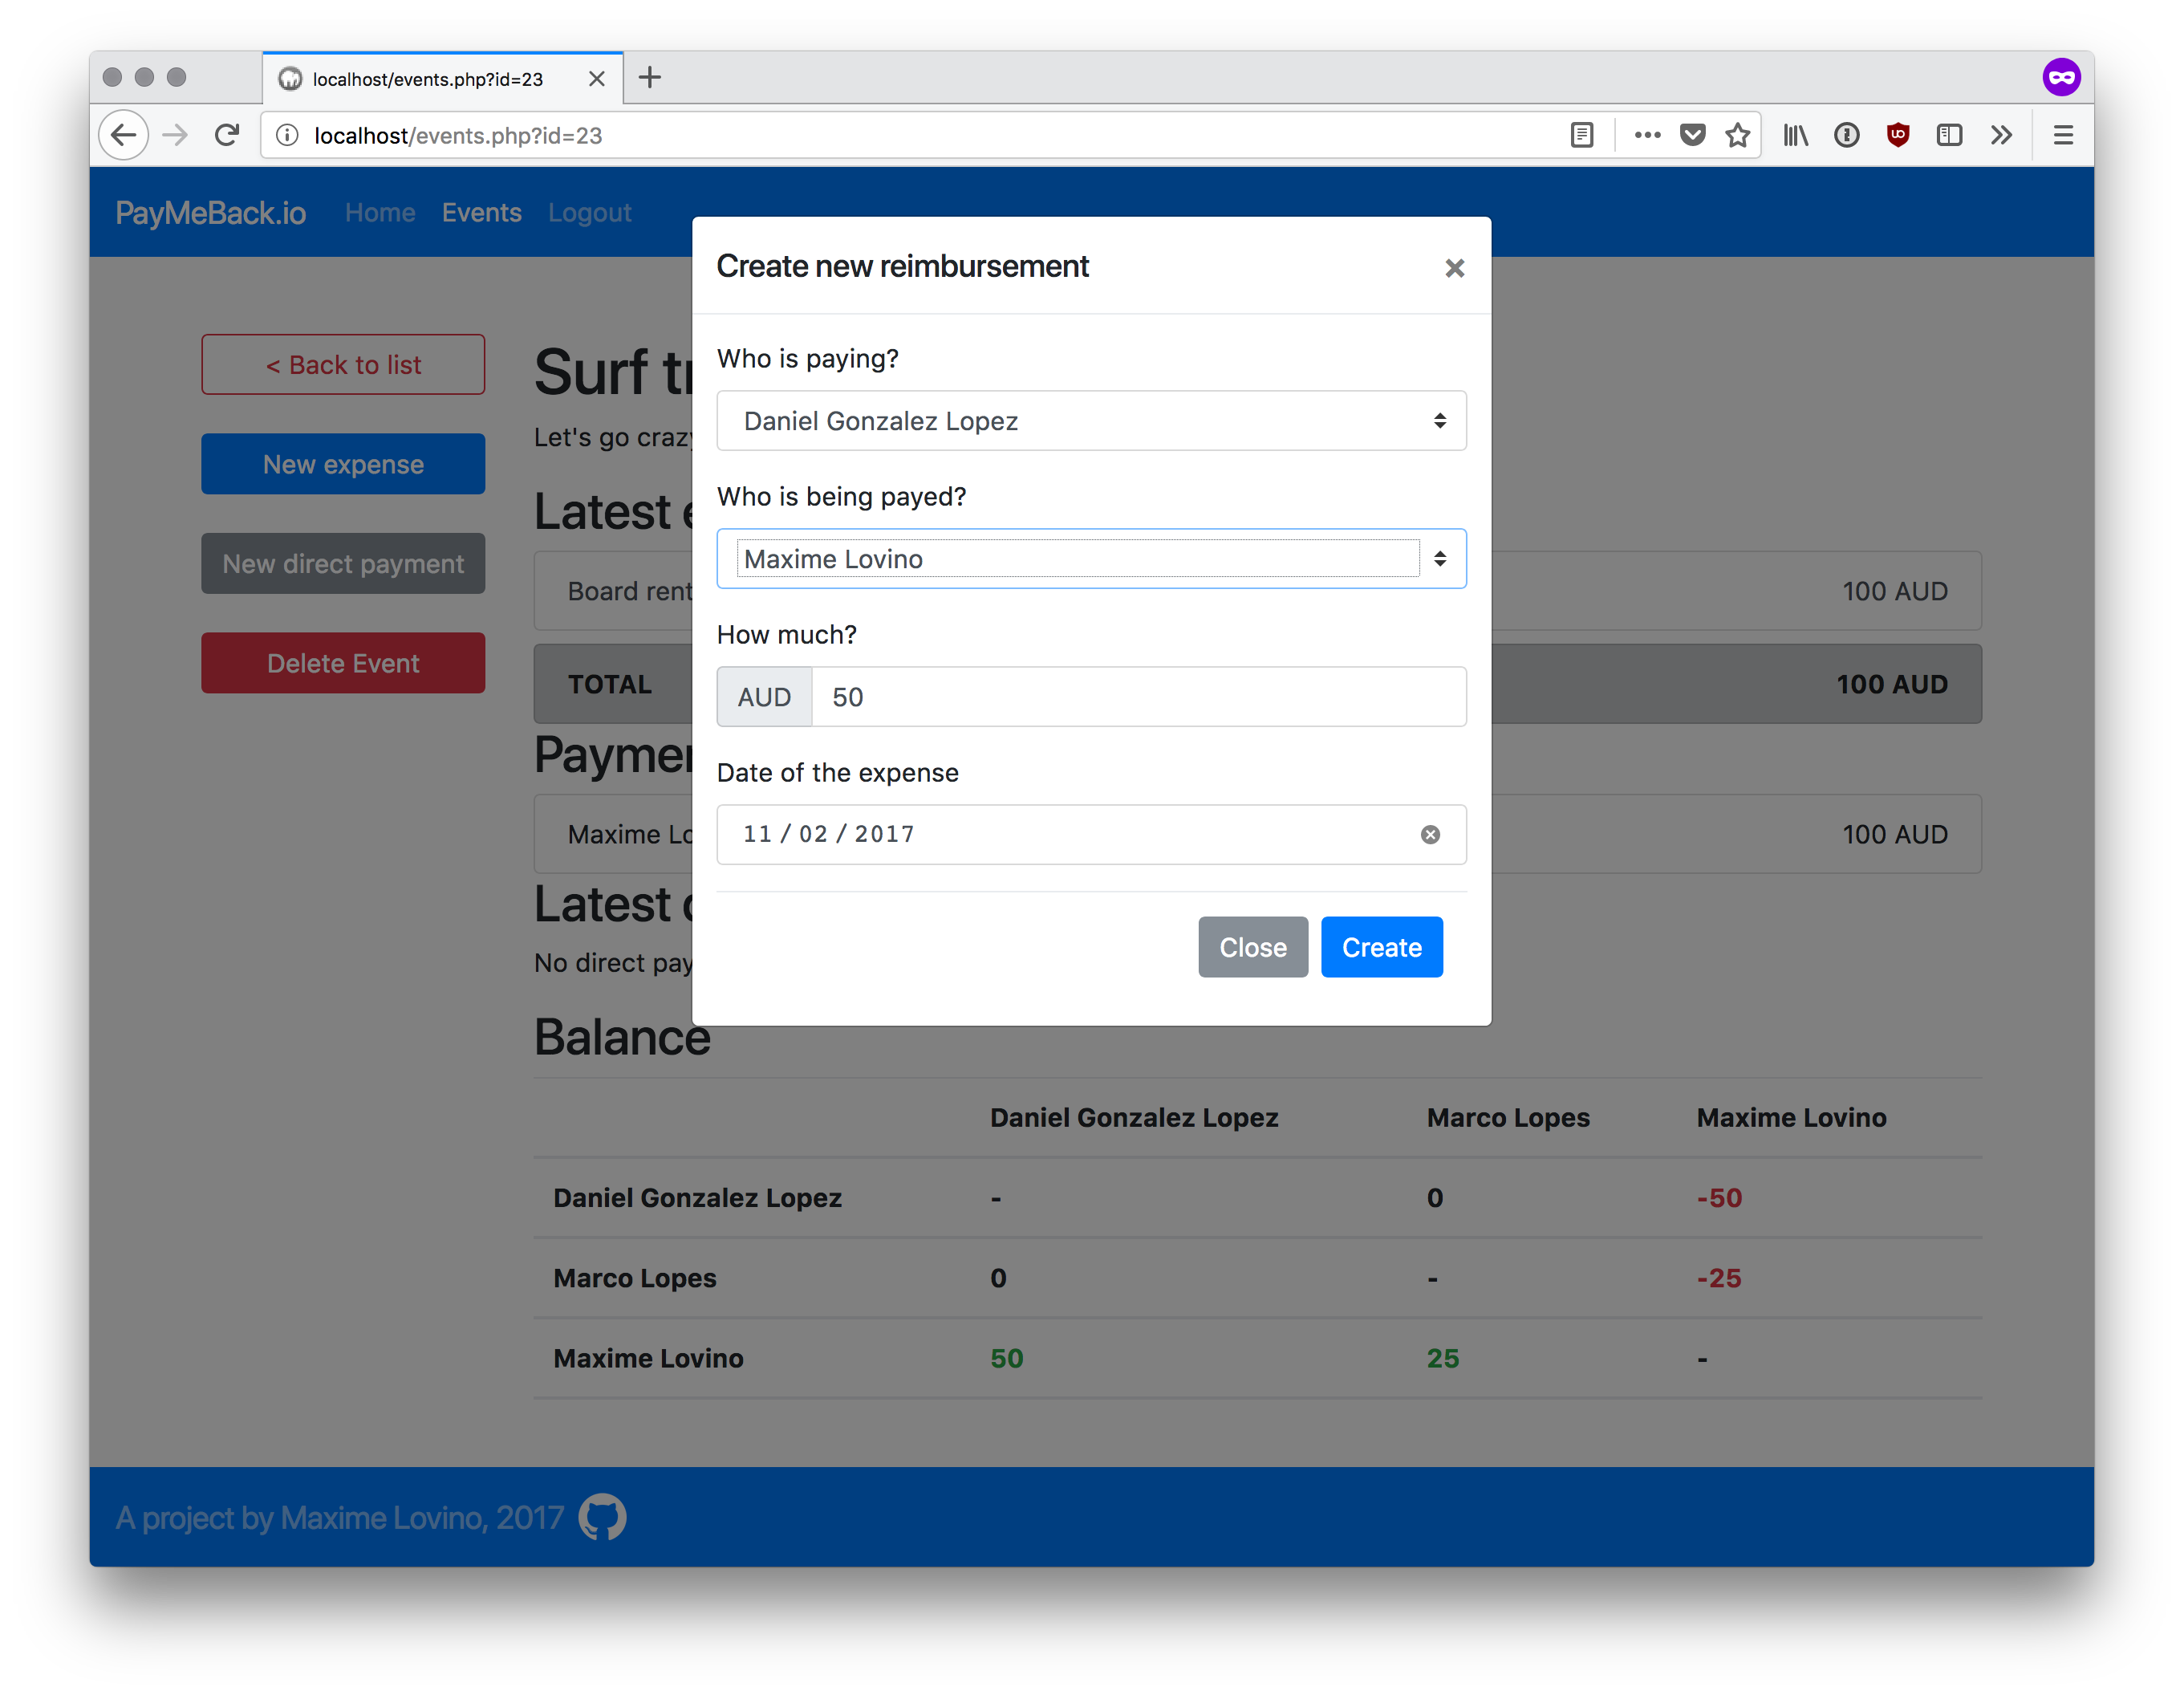 localhost/events.php?id=23
localhost/events.php?id=23
PayMeBack.io Home Events Logout
Create new reimbursement
Who is paying?
Daniel Gonzalez Lopez
Who is being payed?
Maxime Lovino
How much?
AUD 50
Date of the expense
11 / 02 / 2017
Close Create
< Back to list
New expense
New direct payment
Delete Event
Surf
Let's go crazy
Latest
Board rent 100 AUD
TOTAL 100 AUD
Maxime 100 AUD
Latest
No direct
Balance
Daniel Gonzalez Lopez Marco Lopes Maxime Lovino
Daniel Gonzalez Lopez - 0 -50
Marco Lopes 0 - -25
Maxime Lovino 50 25 -
A project by Maxime Lovino, 2017